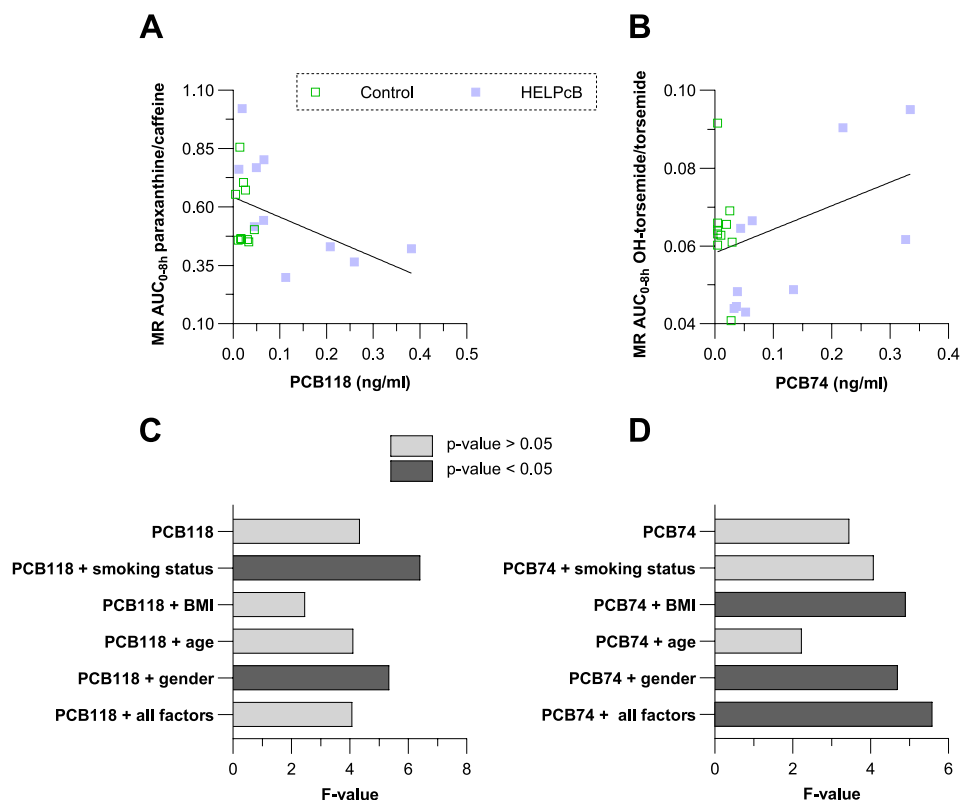 A
B
Control
HELPcB
MR AUC0-8h paraxanthine/caffeine
1.10
0.85
0.60
0.35
0.10
0.0 0.1 0.2 0.3 0.4 0.5
PCB118 (ng/ml)
MR AUC0-8h OH-torsemide/torsemide
0.10
0.08
0.06
0.04
0.0 0.1 0.2 0.3 0.4
PCB74 (ng/ml)
C
D
p-value > 0.05
p-value < 0.05
PCB118
PCB118 + smoking status
PCB118 + BMI
PCB118 + age
PCB118 + gender
PCB118 + all factors
0 2 4 6 8
F-value
PCB74
PCB74 + smoking status
PCB74 + BMI
PCB74 + age
PCB74 + gender
PCB74 + all factors
0 2 4 6
F-value